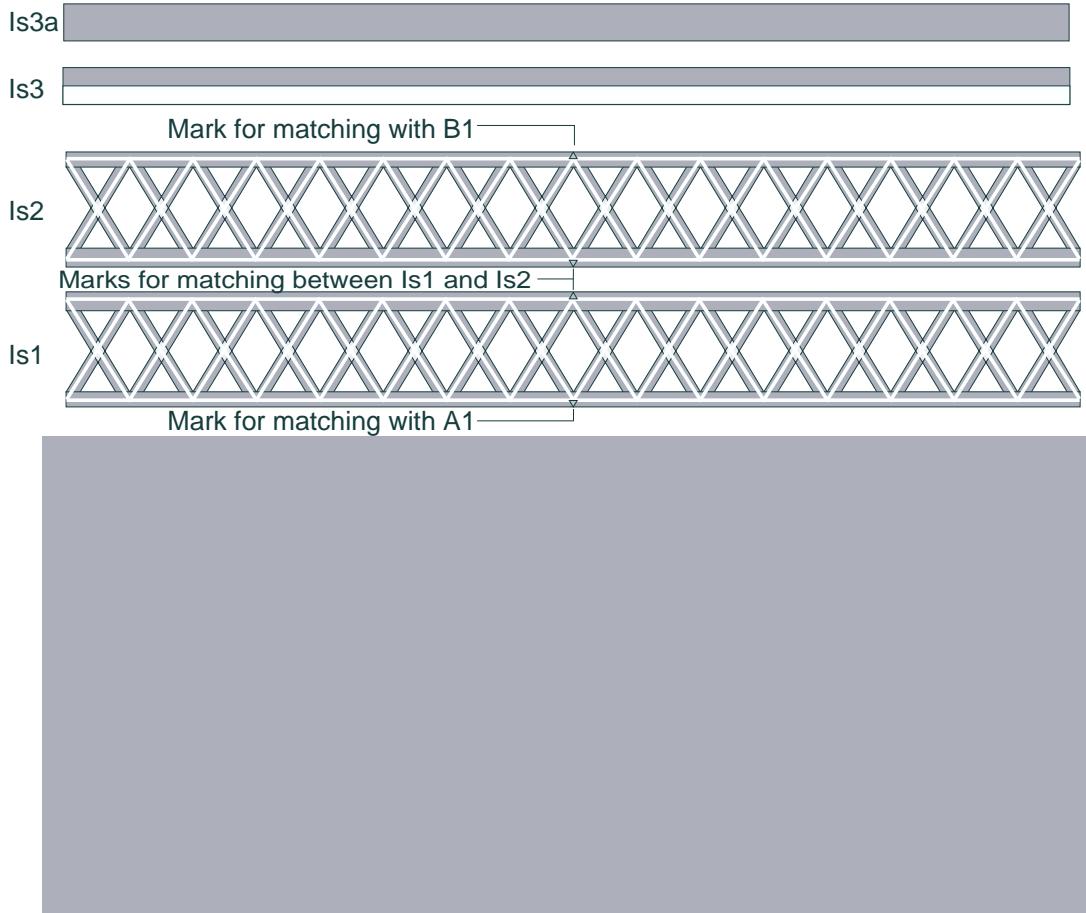 Is3a
Is3
Mark for matching with B1
Is2
Marks for matching between Is1 and Is2
Is1
Mark for matching with A1